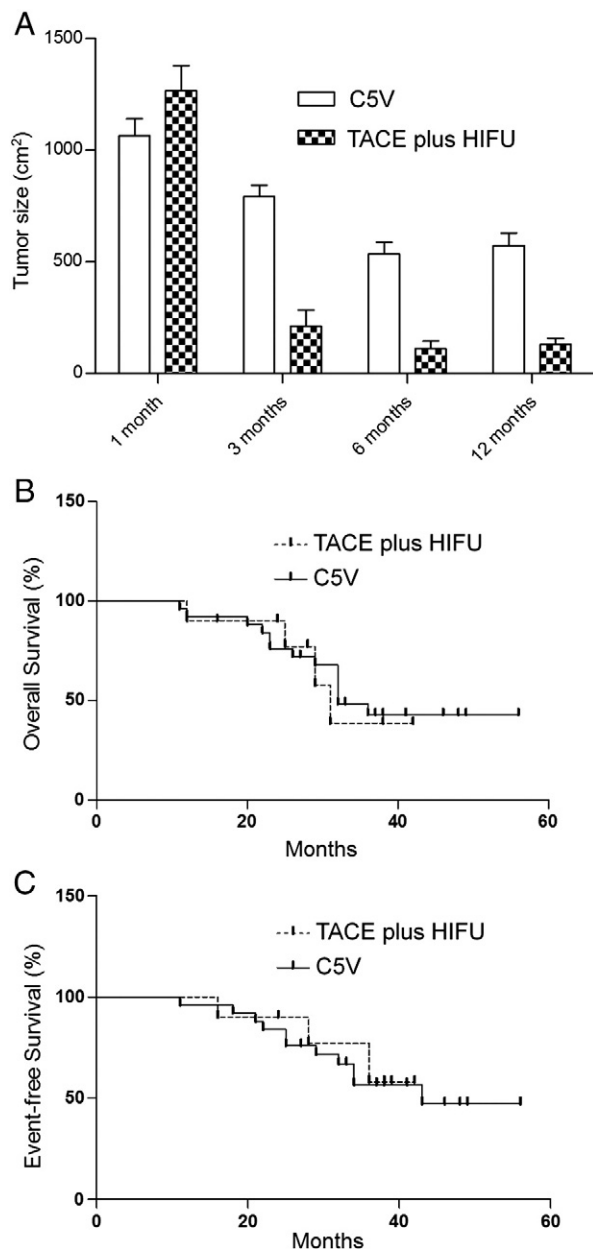 A
1500
1000
500
0
Tumor size (cm²)
C5V
TACE plus HIFU
1 month
3 months
6 months
12 months
B
150
100
50
0
Overall Survival (%)
TACE plus HIFU
C5V
0
20
40
60
Months
C
150
100
50
0
Event-free Survival (%)
TACE plus HIFU
C5V
0
20
40
60
Months